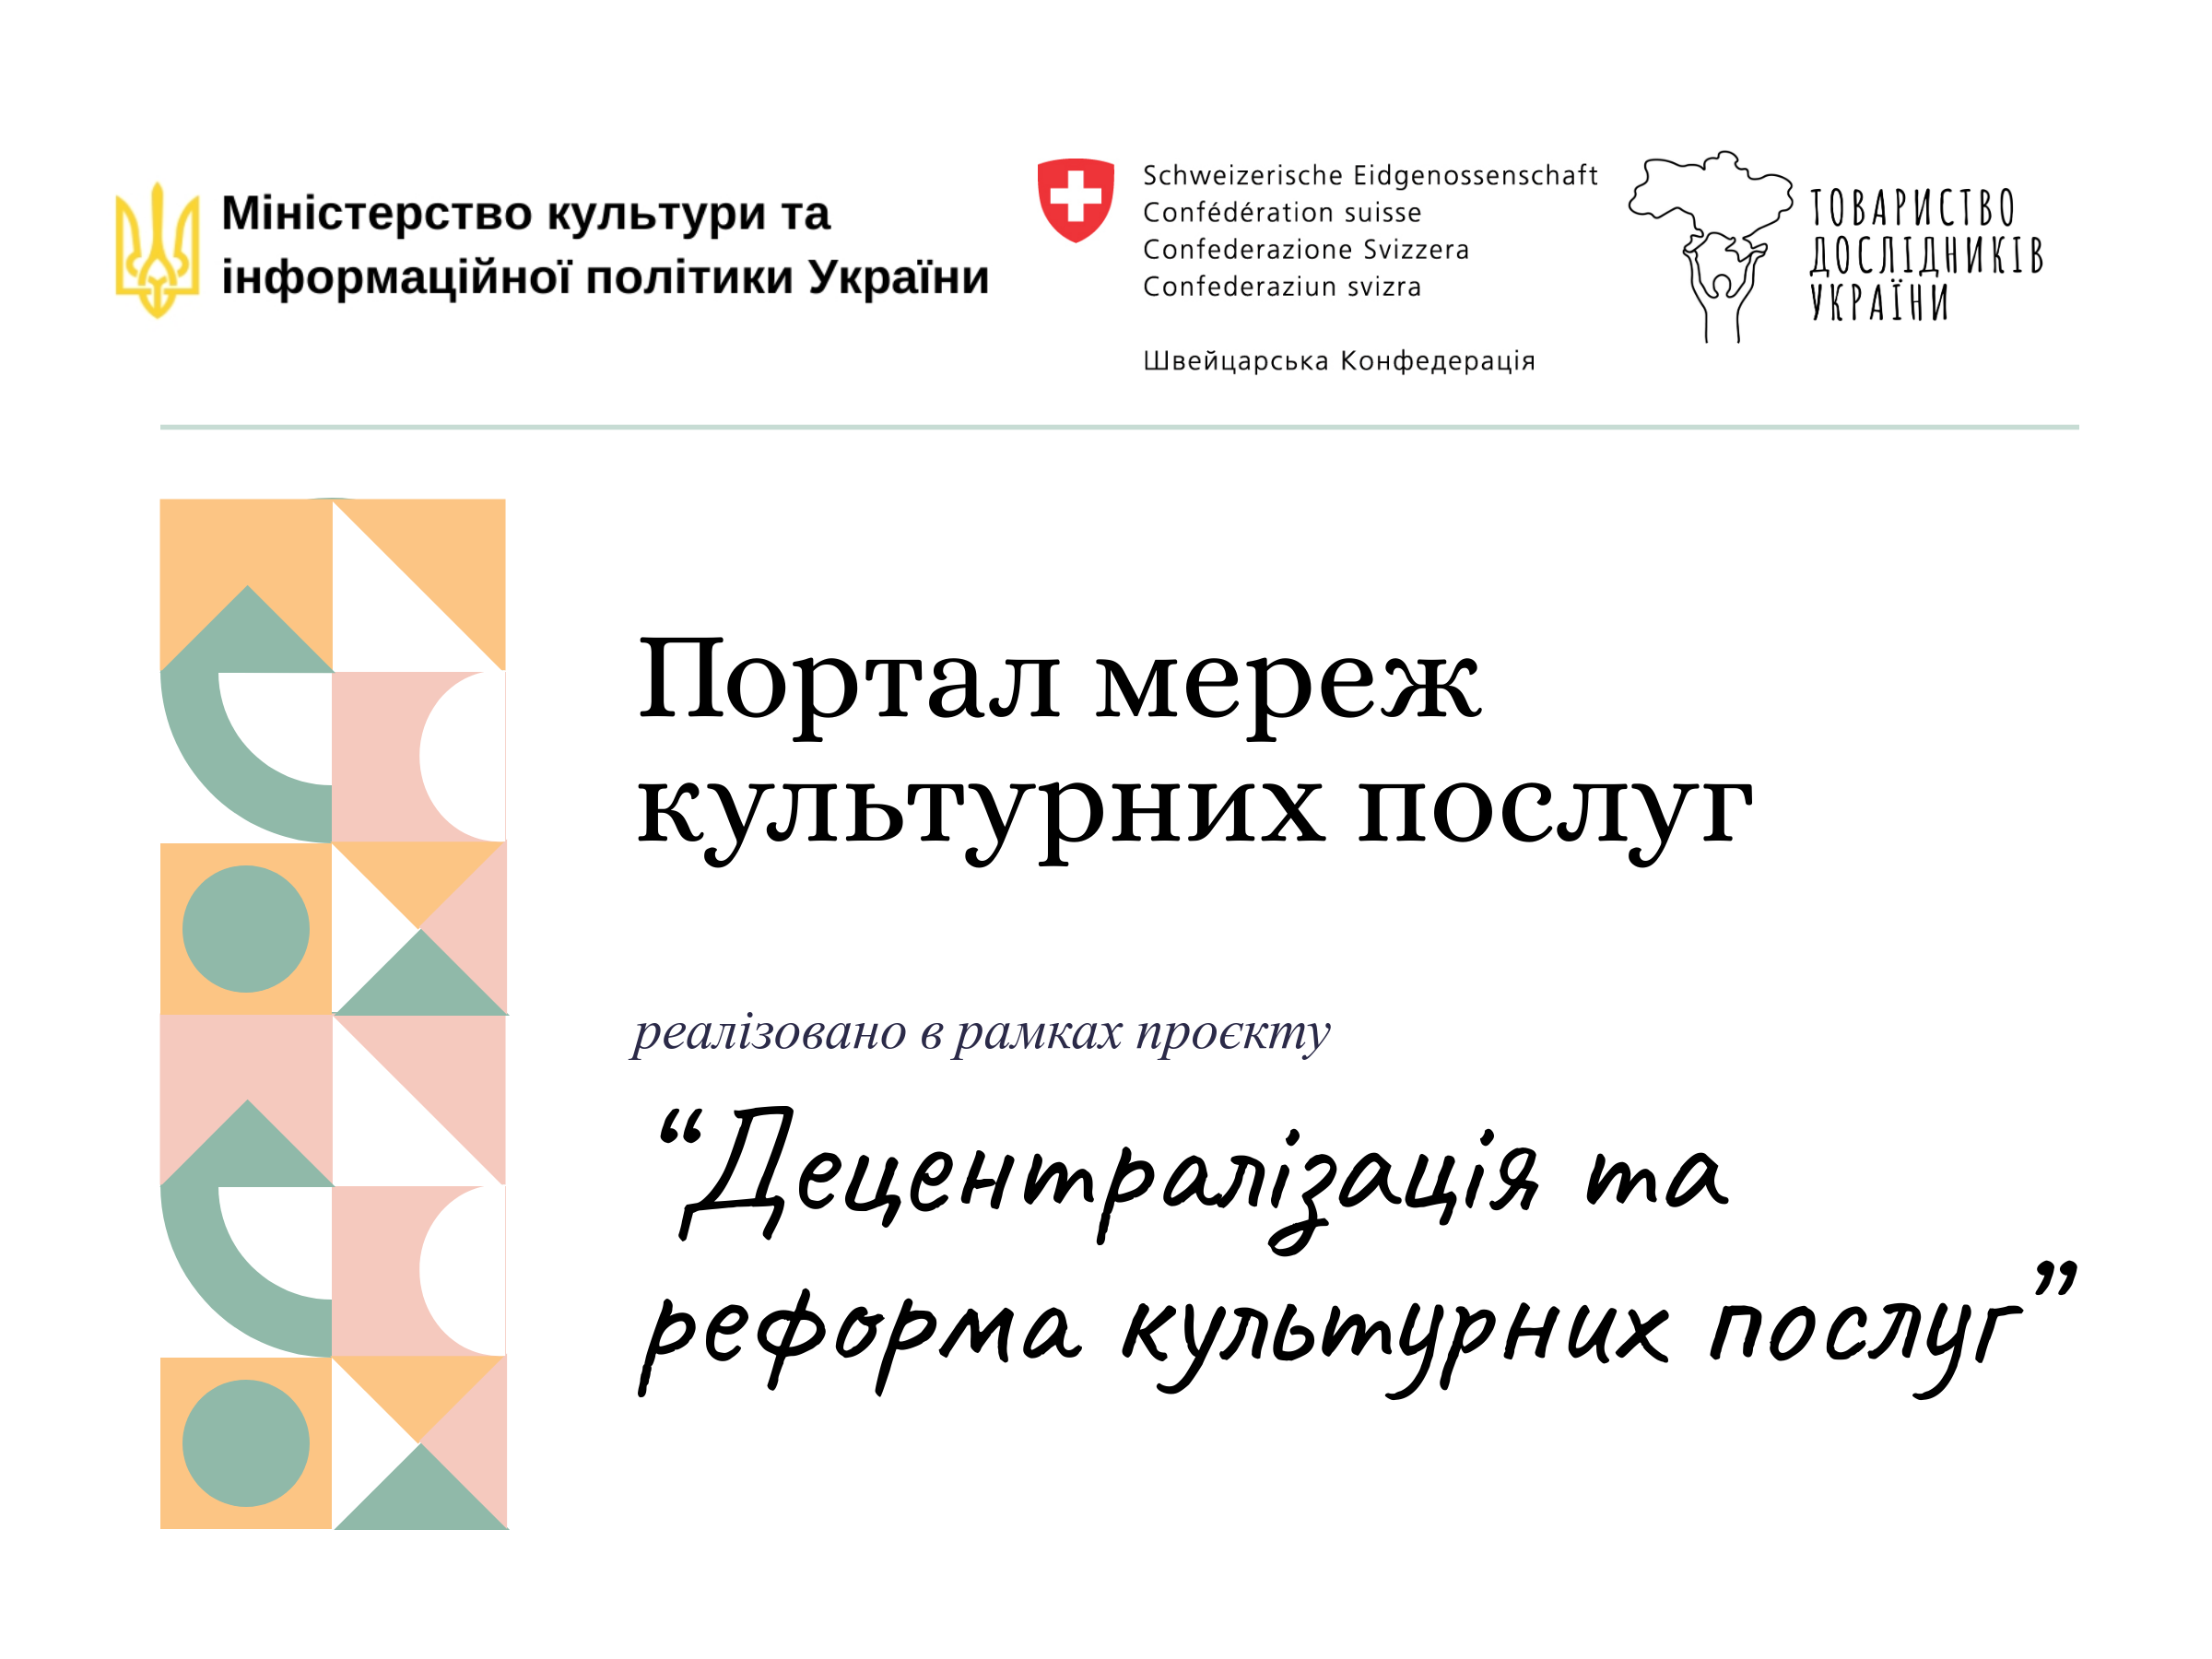 Міністерство культури та
інформаційної політики України
Schweizerische Eidgenossenschaft
Confédération suisse
Confederazione Svizzera
Confederaziun svizra
Швейцарська Конфедерація
ТОВАРИСТВО
ДОСЛІДНИКІВ
УКРАЇНИ
Портал мереж
культурних послуг
реалізовано в рамках проєкту
“Децентралізація та
реформа культурних послуг”